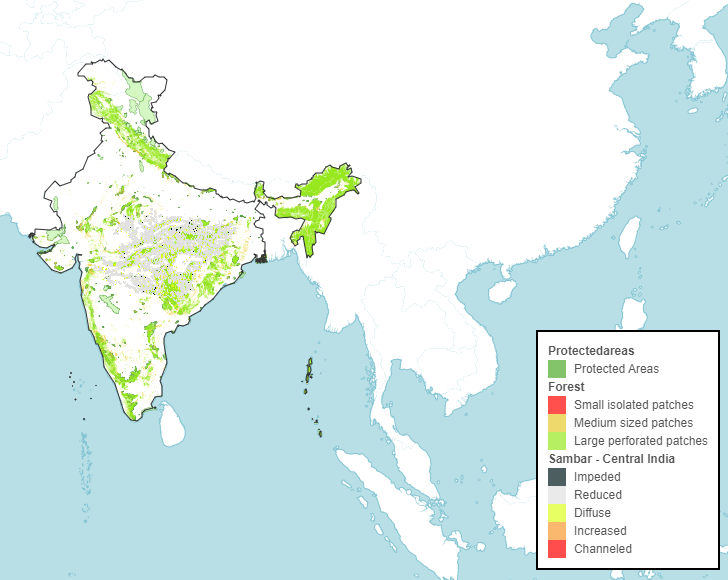 Protectedareas
Protected Areas
Forest
Small isolated patches
Medium sized patches
Large perforated patches
Sambar - Central India
Impeded
Reduced
Diffuse
Increased
Channeled